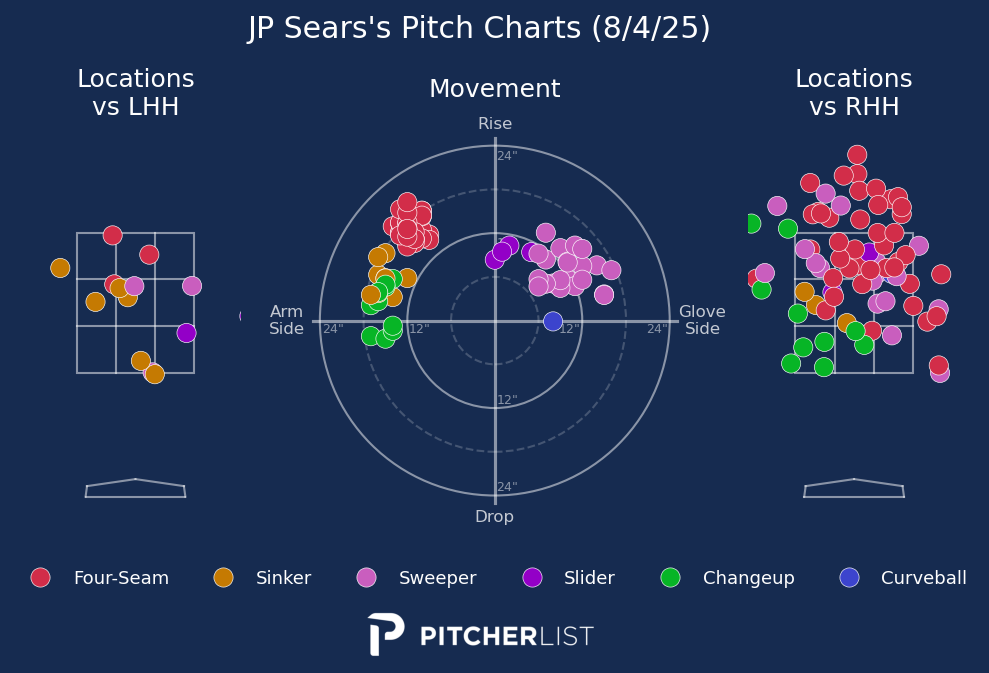 JP Sears's Pitch Charts (8/4/25)
Locations
vs LHH
Movement
Locations
vs RHH
Rise
24"
Arm
Side
24"
12"
12"
24"
Glove
Side
12"
24"
Drop
Four-Seam
Sinker
Sweeper
Slider
Changeup
Curveball
PITCHERLIST